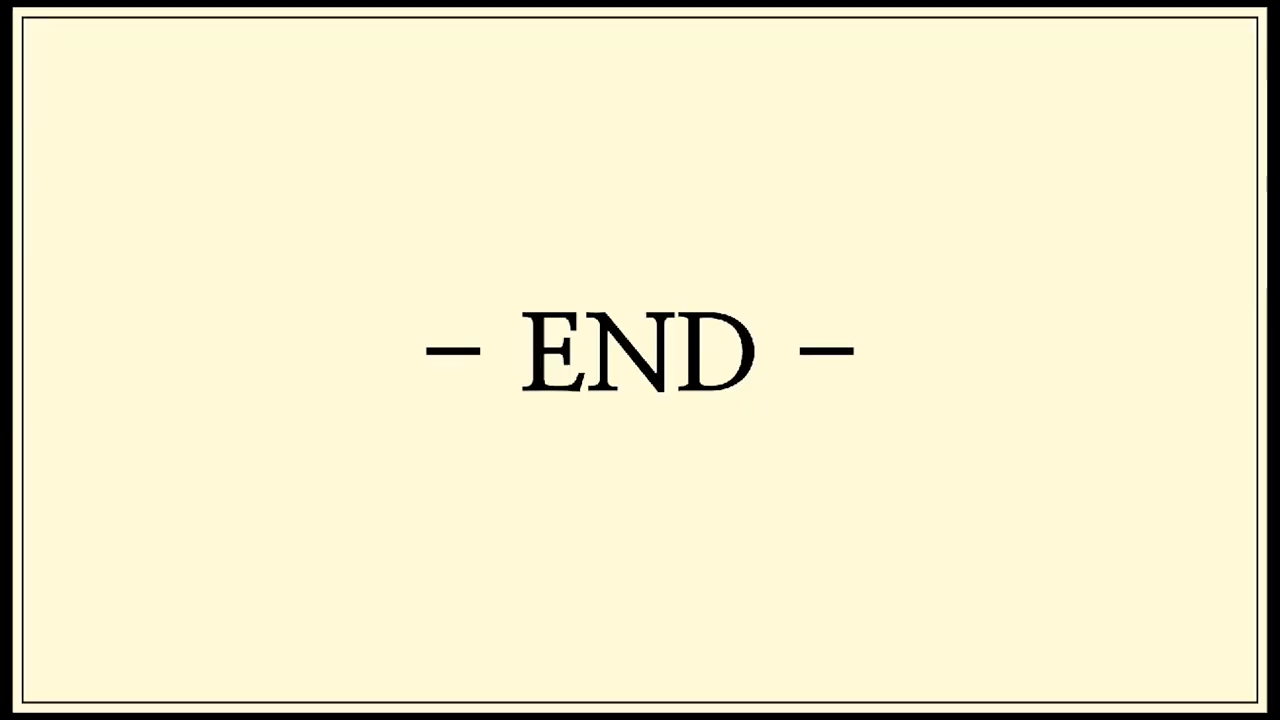 – END –